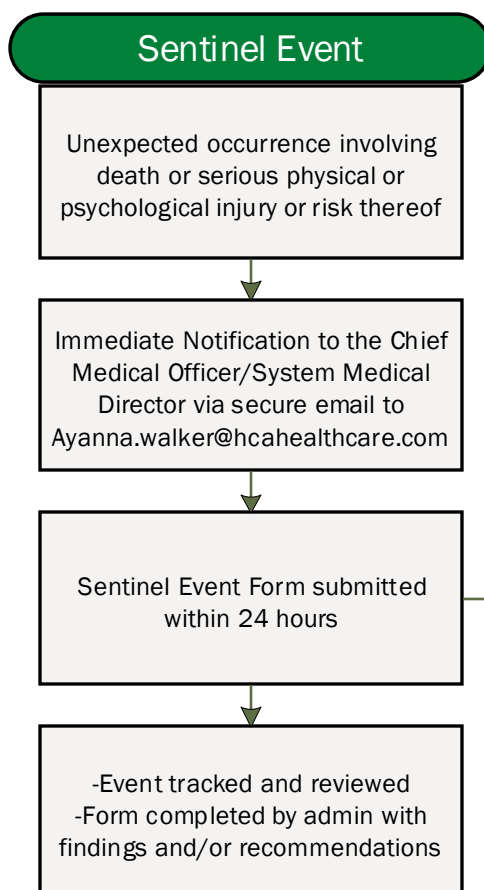 Sentinel Event
Unexpected occurrence involving
death or serious physical or
psychological injury or risk thereof
Immediate Notification to the Chief
Medical Officer/System Medical
Director via secure email to
Ayanna.walker@hcahealthcare.com
Sentinel Event Form submitted
within 24 hours
-Event tracked and reviewed
-Form completed by admin with
findings and/or recommendations